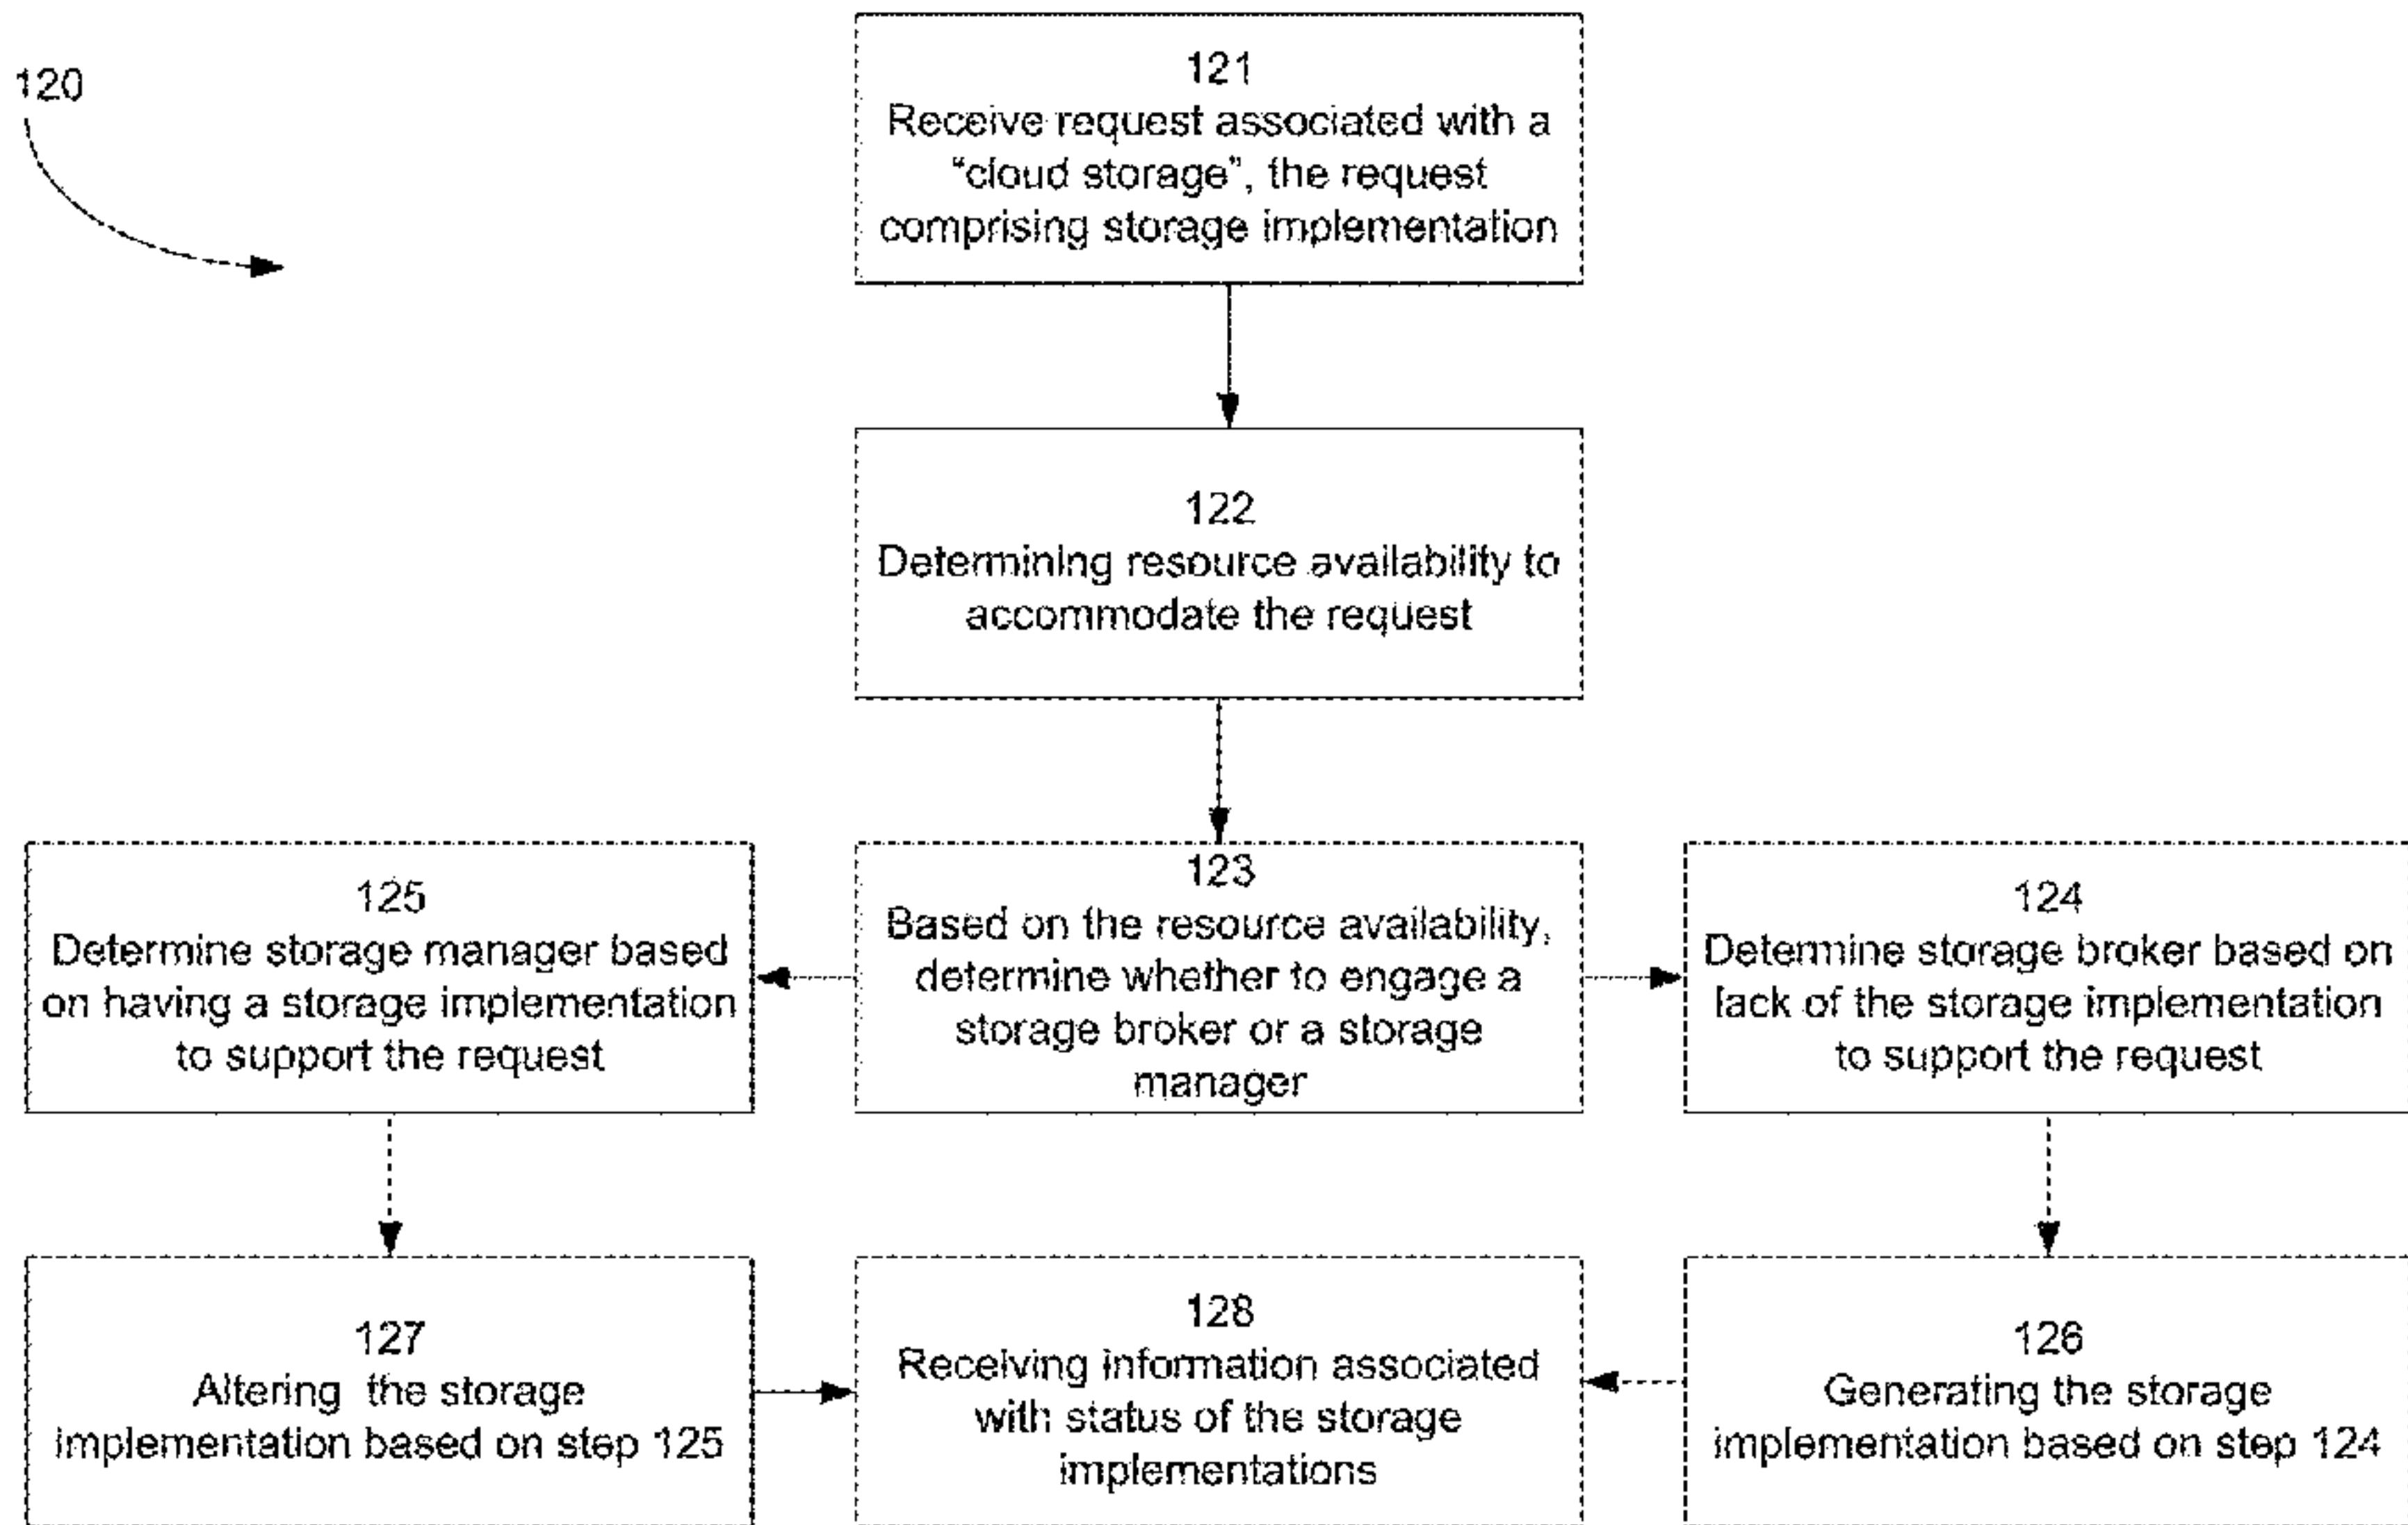 120
121
Receive request associated with a
“cloud storage”, the request
comprising storage implementation
122
Determining resource availability to
accommodate the request
125
Determine storage manager based
on having a storage implementation
to support the request
123
Based on the resource availability,
determine whether to engage a
storage broker or a storage
manager
124
Determine storage broker based on
lack of the storage implementation
to support the request
127
Altering the storage
implementation based on step 125
128
Receiving information associated
with status of the storage
implementations
126
Generating the storage
implementation based on step 124